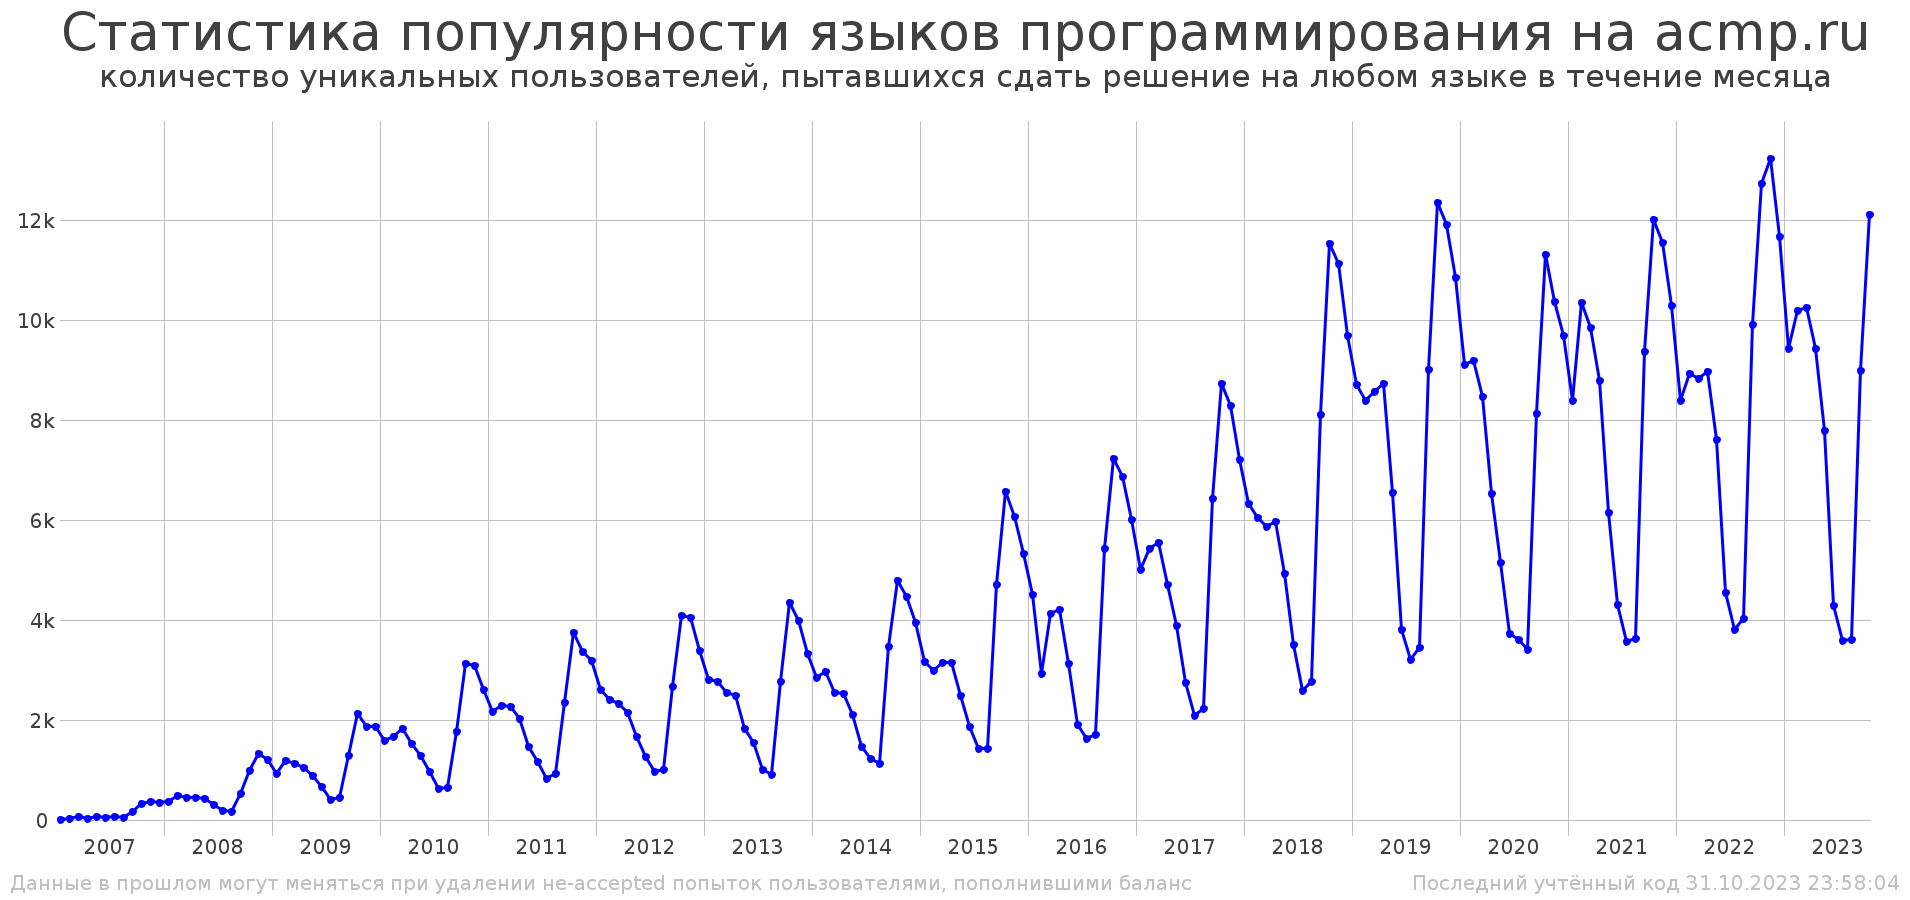 Статистика популярности языков программирования на acmp.ru
количество уникальных пользователей, пытавшихся сдать решение на любом языке в течение месяца
12k
10k
8k
6k
4k
2k
0
2007 2008 2009 2010 2011 2012 2013 2014 2015 2016 2017 2018 2019 2020 2021 2022 2023
Данные в прошлом могут меняться при удалении не-accepted попыток пользователями, пополнившими баланс
Последний учтённый код 31.10.2023 23:58:04